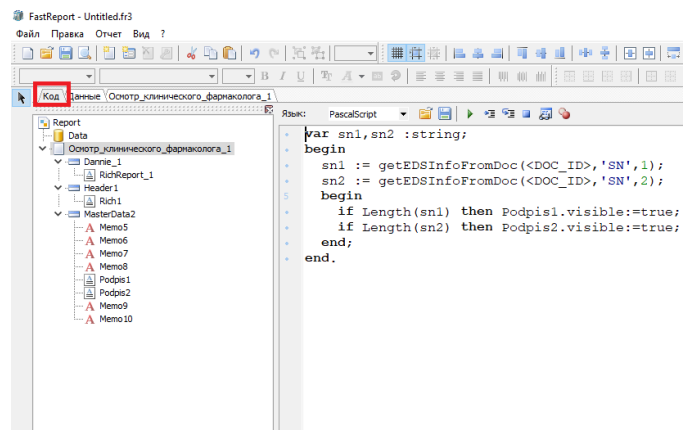 FastReport - Untitled.fr3
Файл Правка Отчет Вид ?
B I U
Код Данные Осмотр_клинического_фармаколога_1
Report
Data
Осмотр_клинического_фармаколога_1
Dannie_1
RichReport_1
Header1
Rich1
MasterData2
Memo5
Memo6
Memo7
Memo8
Podpis1
Podpis2
Memo9
Memo10
Язык: PascalScript
var sn1,sn2 :string;
begin
sn1 := getEDSInfoFromDoc(<DOC_ID>,'SN',1);
sn2 := getEDSInfoFromDoc(<DOC_ID>,'SN',2);
5 begin
if Length(sn1) then Podpis1.visible:=true;
if Length(sn2) then Podpis2.visible:=true;
end;
end.